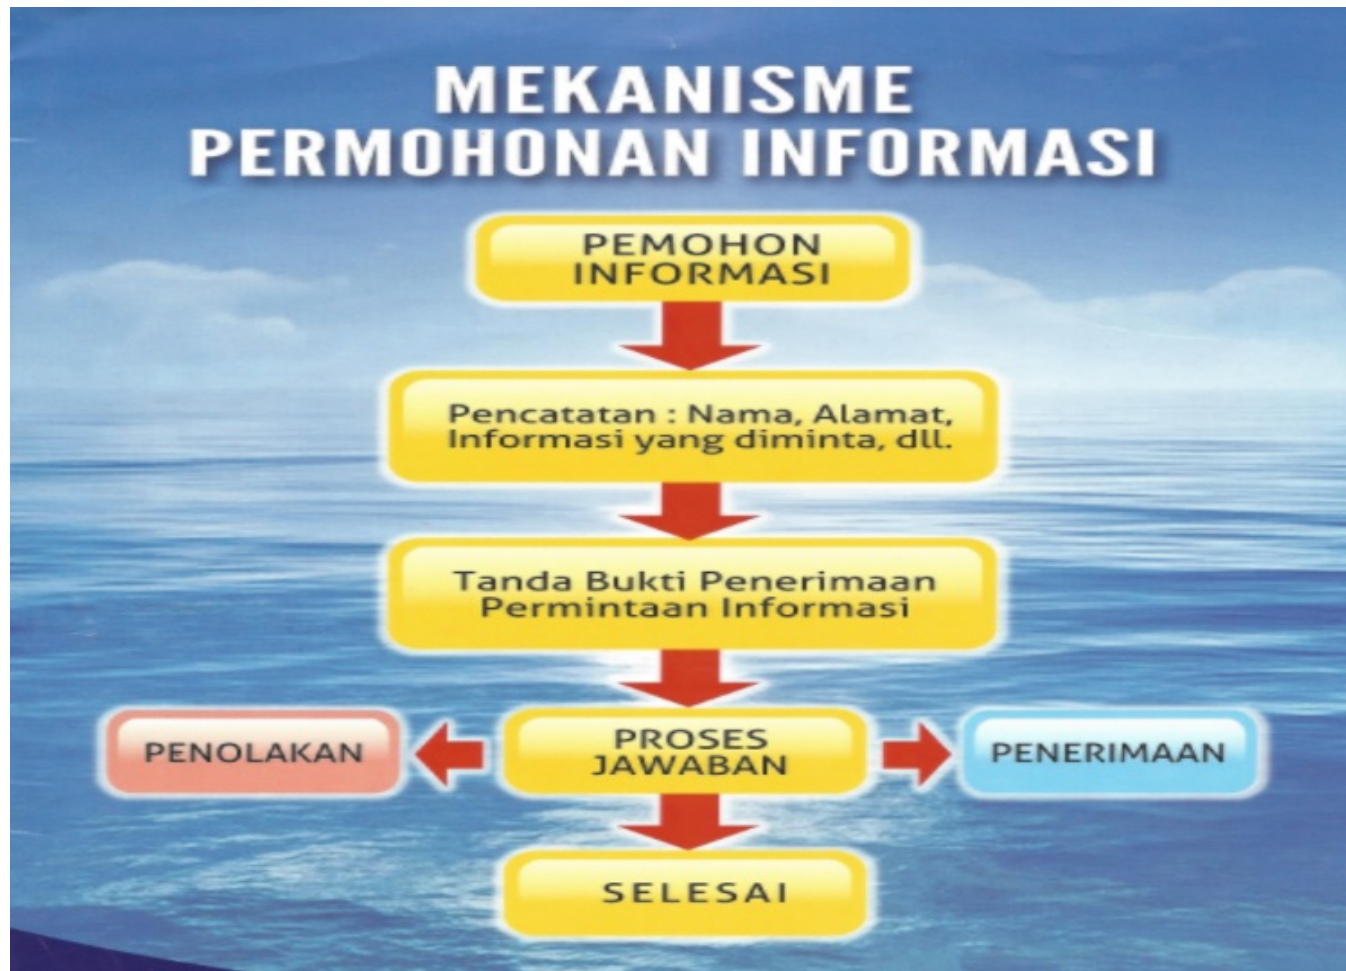 MEKANISME
PERMOHONAN INFORMASI
PEMOHON
INFORMASI
Pencatatan : Nama, Alamat,
Informasi yang diminta, dll.
Tanda Bukti Penerimaan
Permintaan Informasi
PENOLAKAN
PROSES
JAWABAN
PENERIMAAN
SELESAI